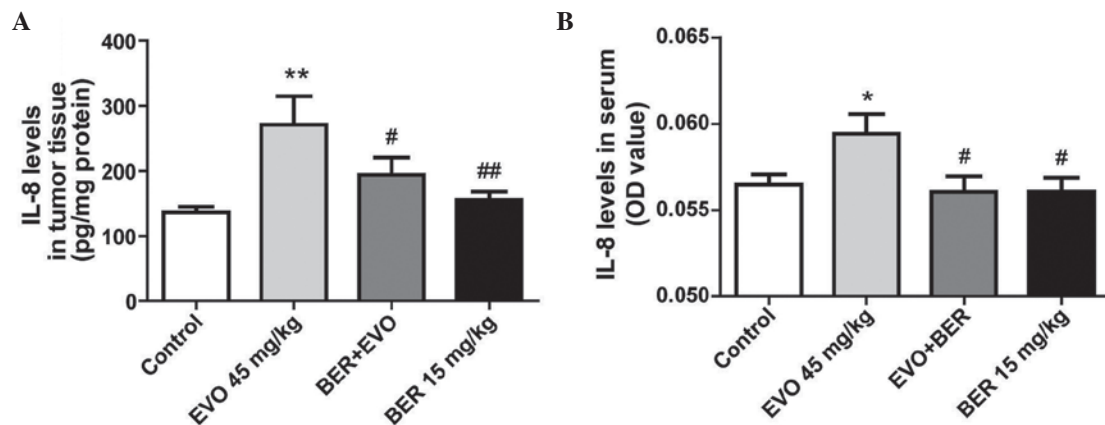 A
IL-8 levels
in tumor tissue
(pg/mg protein)
400
300
200
100
0
**
#
##
Control
EVO 45 mg/kg
BER+EVO
BER 15 mg/kg
B
IL-8 levels in serum
(OD value)
0.065
0.060
0.055
0.050
*
#
#
Control
EVO 45 mg/kg
EVO+BER
BER 15 mg/kg